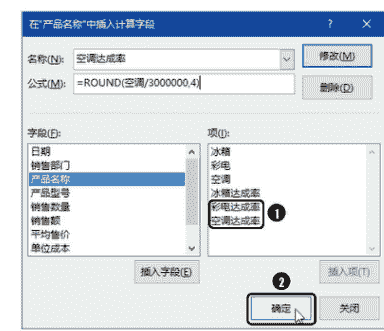 在"产品名称"中插入计算字段 ? ×
名称(N): 空调达成率 修改(M)
公式(M): =ROUND(空调/3000000,4) 删除(D)
字段(F): 项(I):
日期 冰箱
销售部门 彩电
产品名称 空调
产品型号 冰箱达成率
销售数量 彩电达成率
销售额 空调达成率
平均售价
单位成本
1
插入字段(E) 插入项(T)
2
确定 关闭